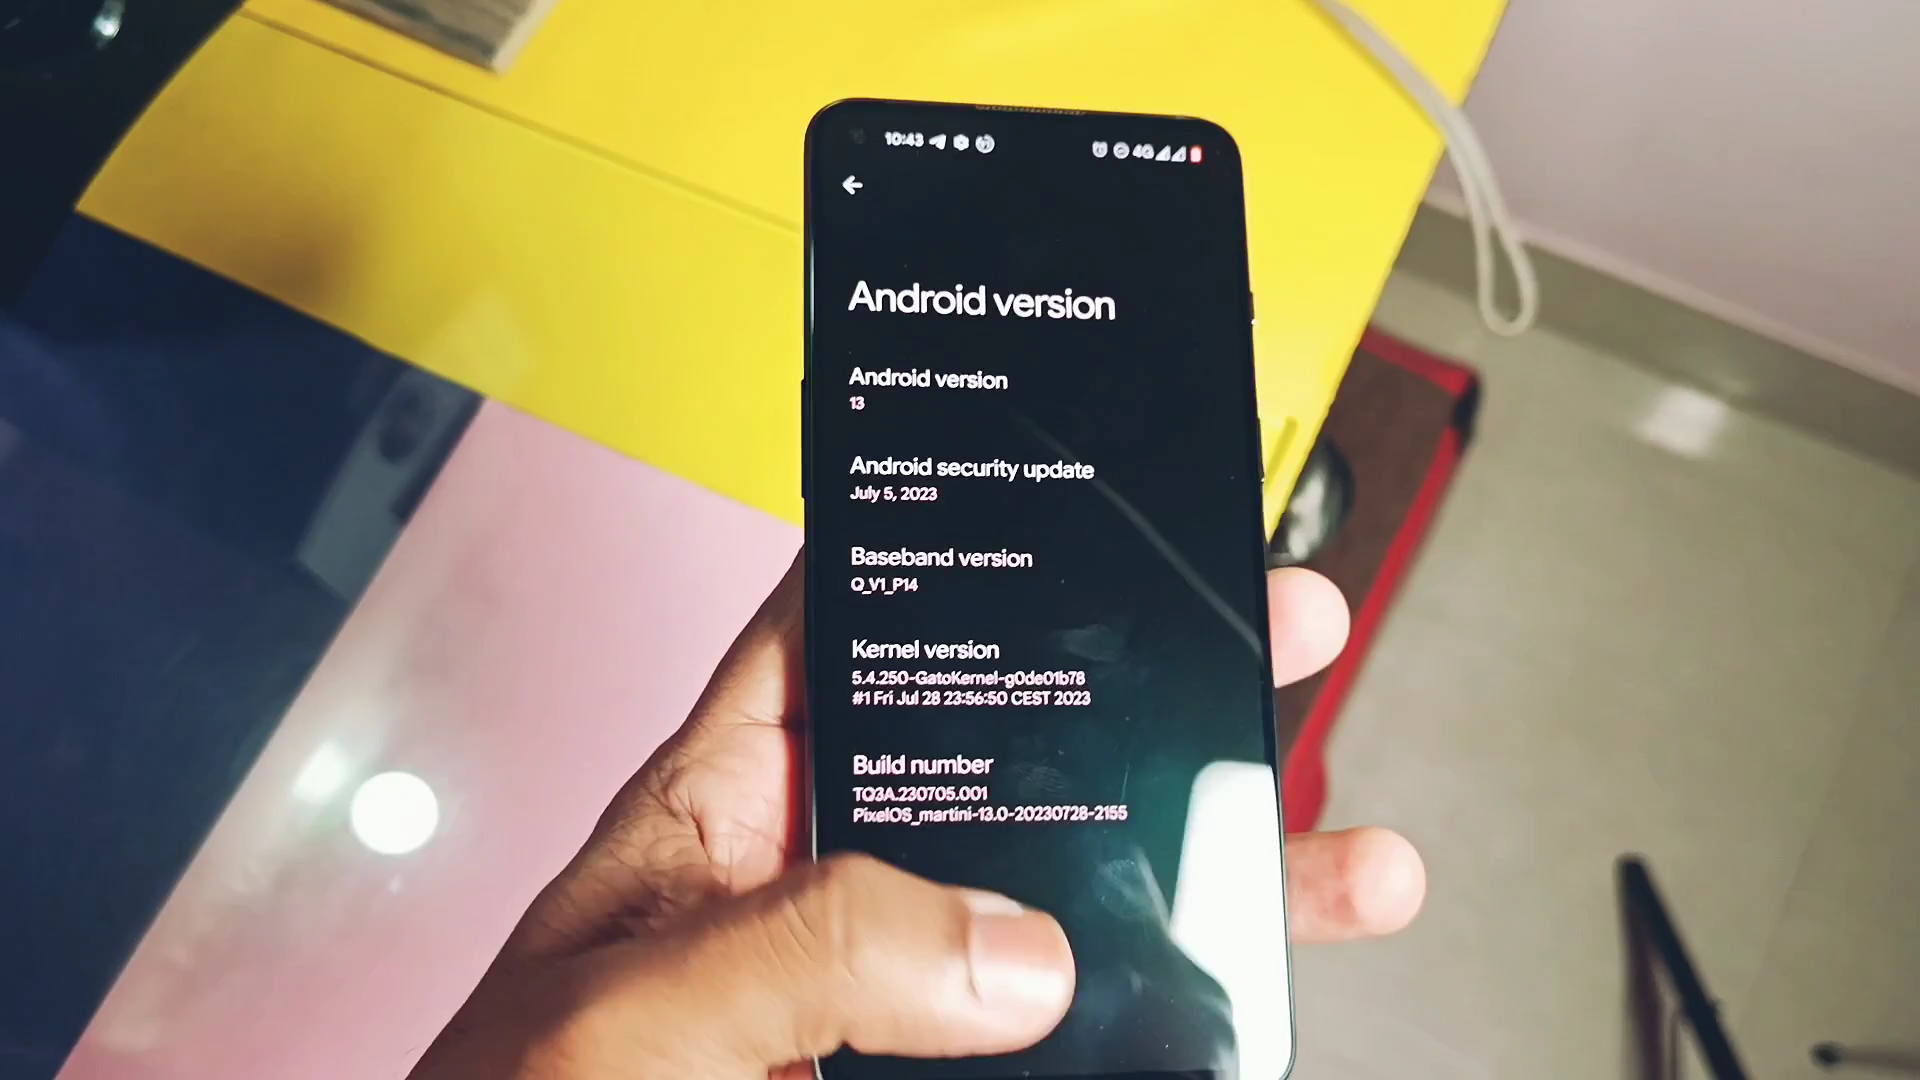 10:43
4G
Android version
Android version
13
Android security update
July 5, 2023
Baseband version
Q_V1_P14
Kernel version
5.4.250-GatoKernel-g0de01b78
#1 Fri Jul 28 23:56:50 CEST 2023
Build number
TQ3A.230705.001
PixelOS_martini-13.0-20230728-2155